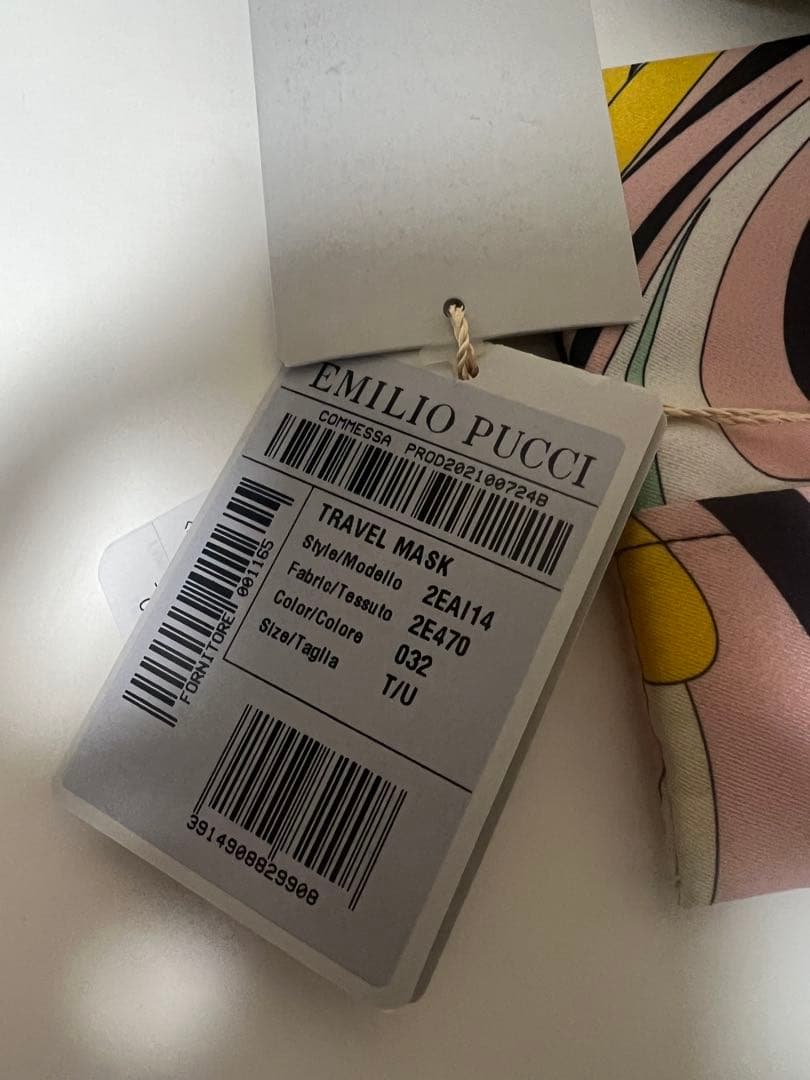 EMILIO PUCCI
COMMESSA PROD202100724B
TRAVEL MASK
Style/Modello 2EAI14
Fabric/Tessuto 2E470
Color/Colore 032
Size/Taglia T/U
FORNITORE 001165
3914908829908